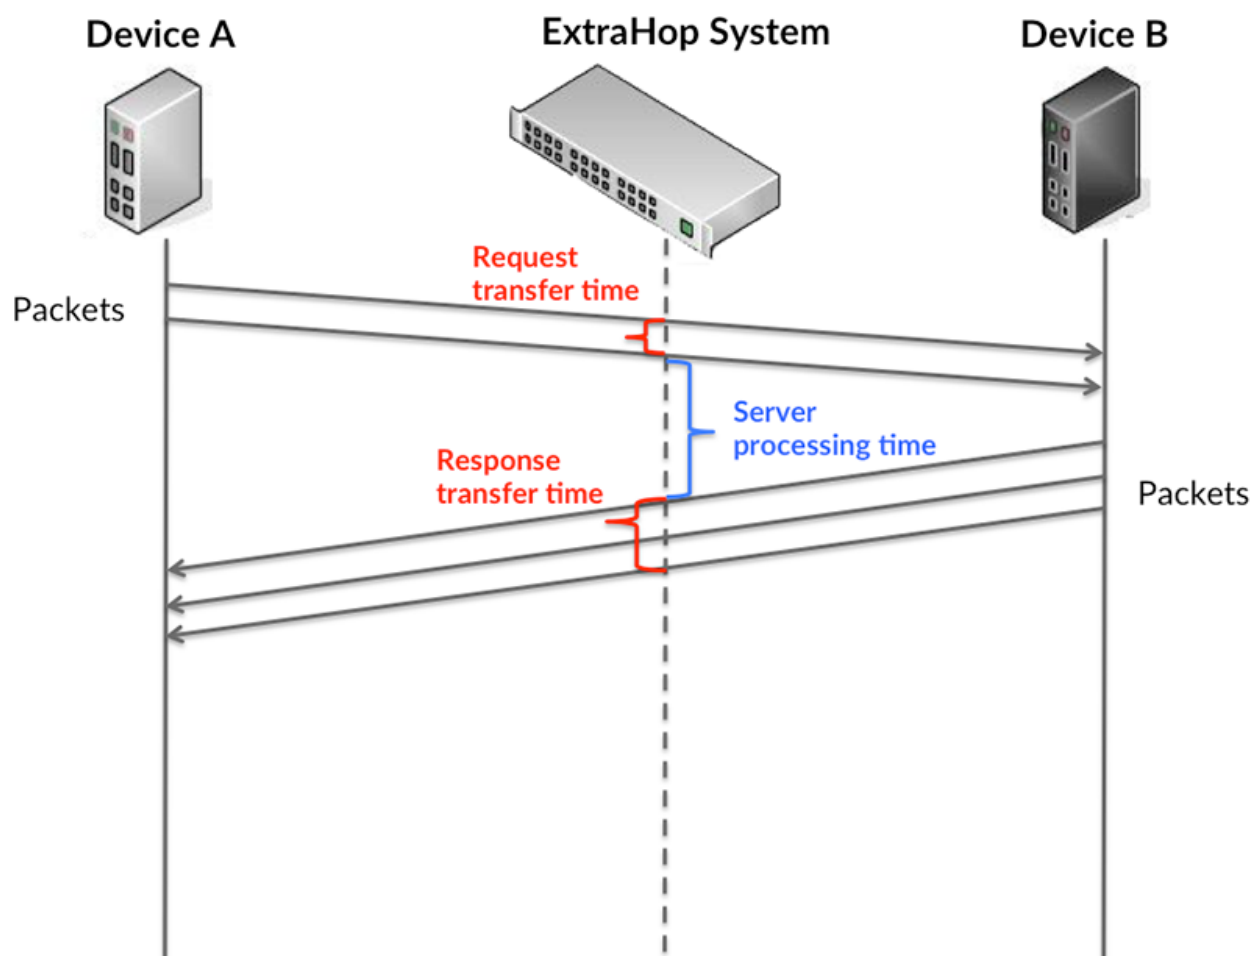 Device A
ExtraHop System
Device B
Request
transfer time
Packets
Server
processing time
Response
transfer time
Packets